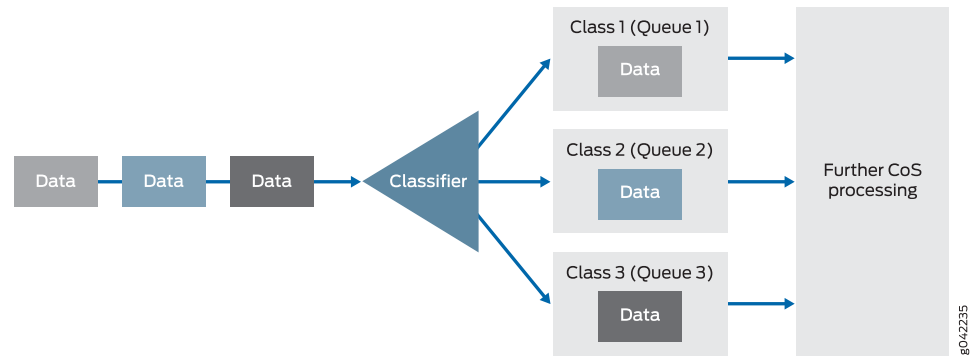 Data
Data
Data
Classifier
Class 1 (Queue 1)
Data
Class 2 (Queue 2)
Data
Class 3 (Queue 3)
Data
Further CoS
processing
g042235